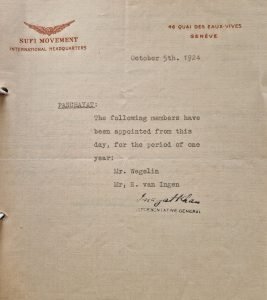 SUFI MOVEMENT
INTERNATIONAL HEADQUARTERS
46 QUAI DES EAUX-VIVES
GENÈVE
October 5th. 1924
PANCHAYAT:
The following members have
been appointed from this
day, for the period of one
year:
Mr. Wegelin
Mr, E. van Ingen
Inayat Khan
REPRESENTATIVE GENERAL